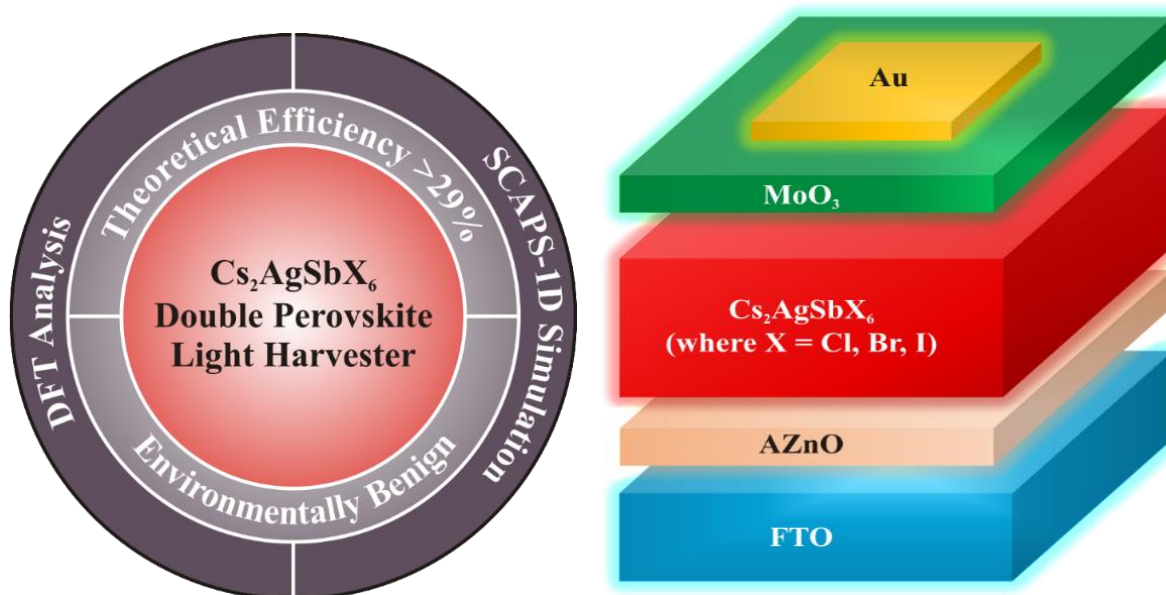 DFT Analysis
Theoretical Efficiency >29%
SCAPS-1D Simulation
Cs₂AgSbX₆
Double Perovskite
Light Harvester
Environmentally Benign
Au
MoO₃
Cs₂AgSbX₆
(where X = Cl, Br, I)
AZnO
FTO